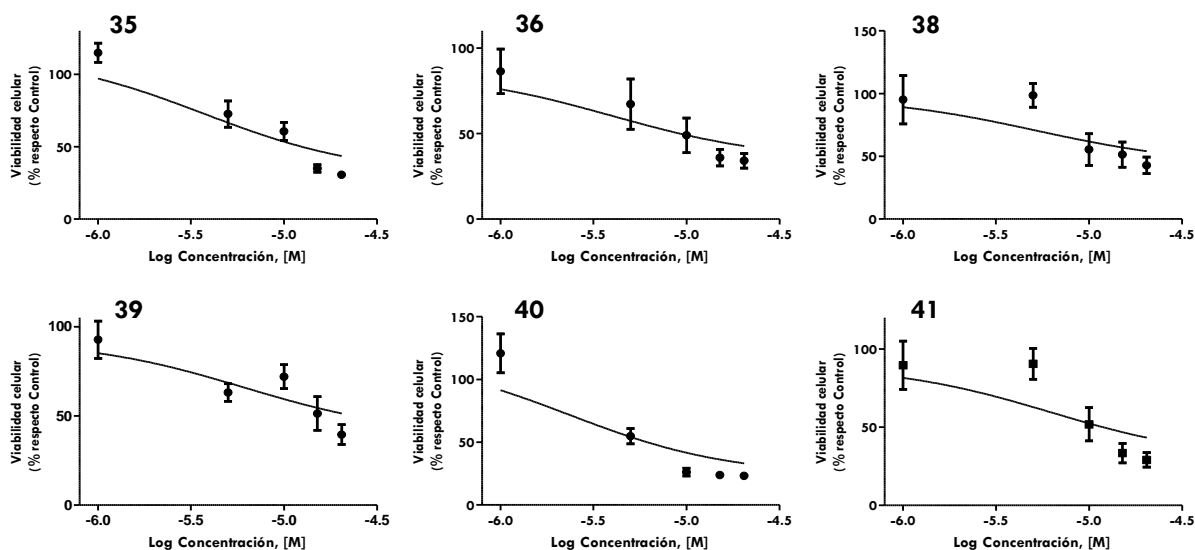 35
Viabilidad celular
(% respecto Control)
100
50
0
-6.0 -5.5 -5.0 -4.5
Log Concentración, [M]
36
Viabilidad celular
(% respecto Control)
100
50
0
-6.0 -5.5 -5.0 -4.5
Log Concentración, [M]
38
Viabilidad celular
(% respecto Control)
150
100
50
0
-6.0 -5.5 -5.0 -4.5
Log Concentración, [M]
39
Viabilidad celular
(% respecto Control)
100
50
0
-6.0 -5.5 -5.0 -4.5
Log Concentración, [M]
40
Viabilidad celular
(% respecto Control)
150
100
50
0
-6.0 -5.5 -5.0 -4.5
Log Concentración, [M]
41
Viabilidad celular
(% respecto Control)
100
50
0
-6.0 -5.5 -5.0 -4.5
Log Concentración, [M]